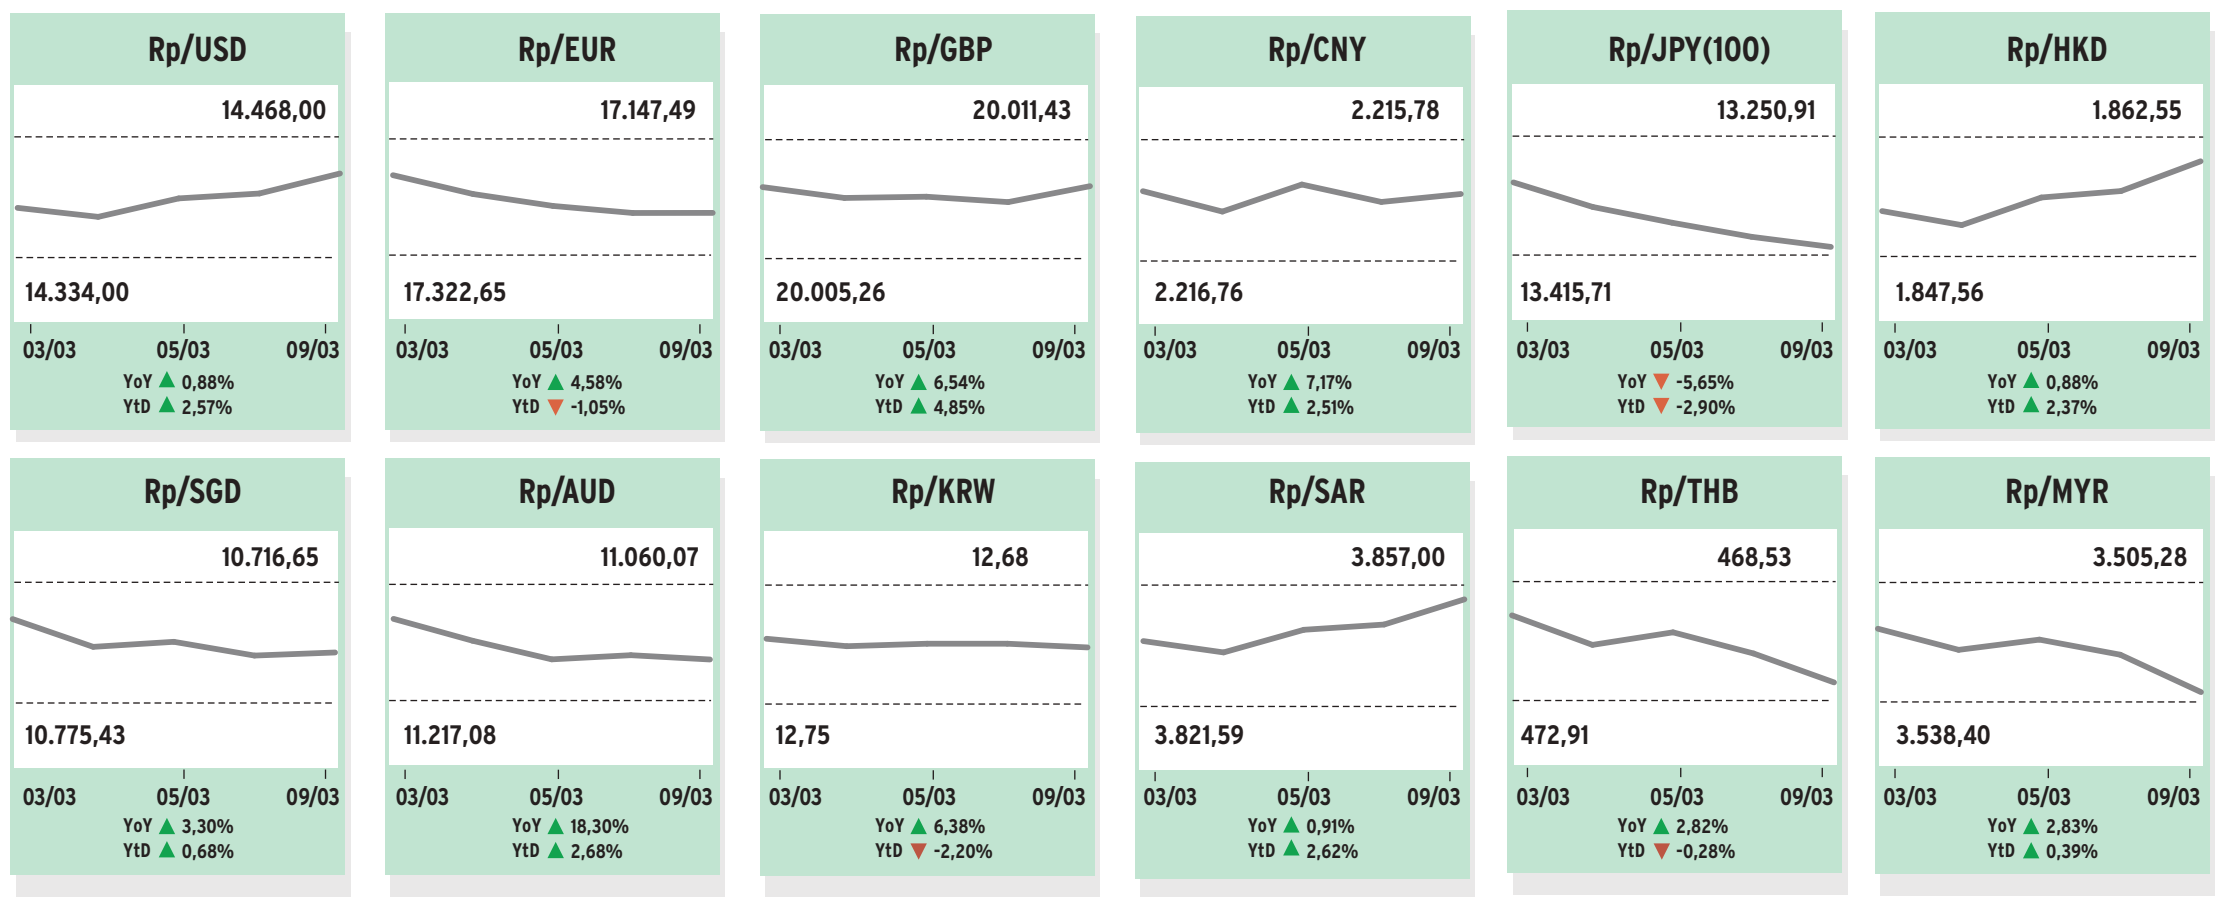 Rp/USD
14.468,00
14.334,00
03/03 05/03 09/03
YoY ▲ 0,88%
YtD ▲ 2,57%
Rp/EUR
17.147,49
17.322,65
03/03 05/03 09/03
YoY ▲ 4,58%
YtD ▼ -1,05%
Rp/GBP
20.011,43
20.005,26
03/03 05/03 09/03
YoY ▲ 6,54%
YtD ▲ 4,85%
Rp/CNY
2.215,78
2.216,76
03/03 05/03 09/03
YoY ▲ 7,17%
YtD ▲ 2,51%
Rp/JPY(100)
13.250,91
13.415,71
03/03 05/03 09/03
YoY ▼ -5,65%
YtD ▼ -2,90%
Rp/HKD
1.862,55
1.847,56
03/03 05/03 09/03
YoY ▲ 0,88%
YtD ▲ 2,37%
Rp/SGD
10.716,65
10.775,43
03/03 05/03 09/03
YoY ▲ 3,30%
YtD ▲ 0,68%
Rp/AUD
11.060,07
11.217,08
03/03 05/03 09/03
YoY ▲ 18,30%
YtD ▲ 2,68%
Rp/KRW
12,68
12,75
03/03 05/03 09/03
YoY ▲ 6,38%
YtD ▼ -2,20%
Rp/SAR
3.857,00
3.821,59
03/03 05/03 09/03
YoY ▲ 0,91%
YtD ▲ 2,62%
Rp/THB
468,53
472,91
03/03 05/03 09/03
YoY ▲ 2,82%
YtD ▼ -0,28%
Rp/MYR
3.505,28
3.538,40
03/03 05/03 09/03
YoY ▲ 2,83%
YtD ▲ 0,39%